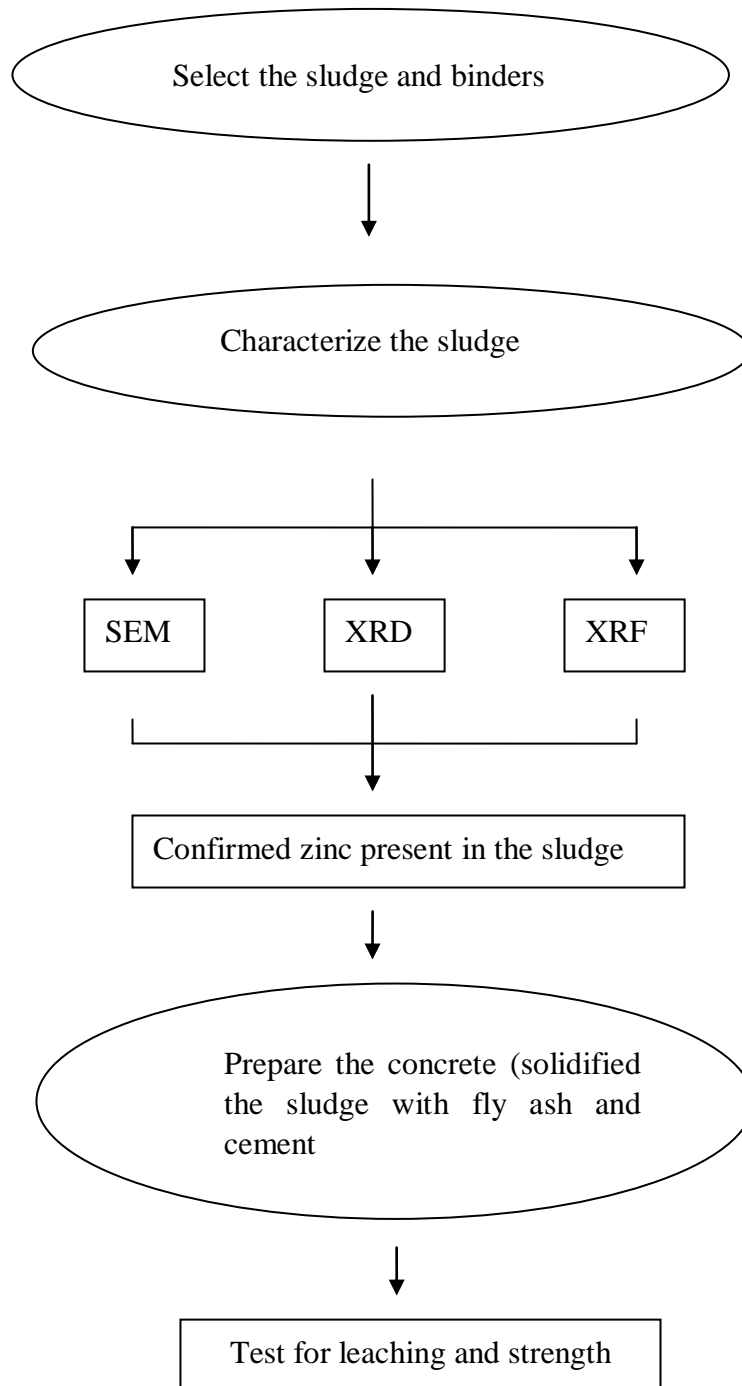 Select the sludge and binders
Characterize the sludge
SEM
XRD
XRF
Confirmed zinc present in the sludge
Prepare the concrete (solidified
the sludge with fly ash and
cement
Test for leaching and strength